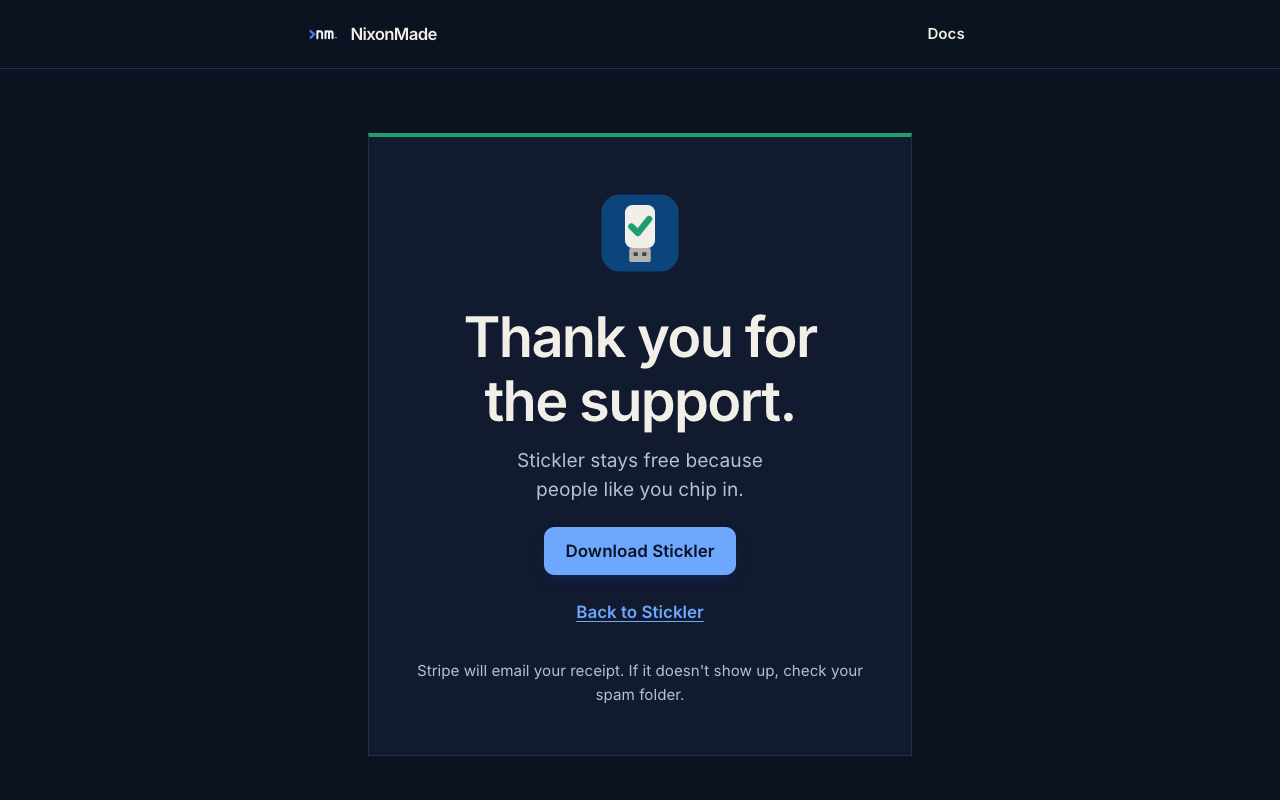 nm_ NixonMade
Docs
Thank you for
the support.
Stickler stays free because
people like you chip in.
Download Stickler
Back to Stickler
Stripe will email your receipt. If it doesn't show up, check your
spam folder.